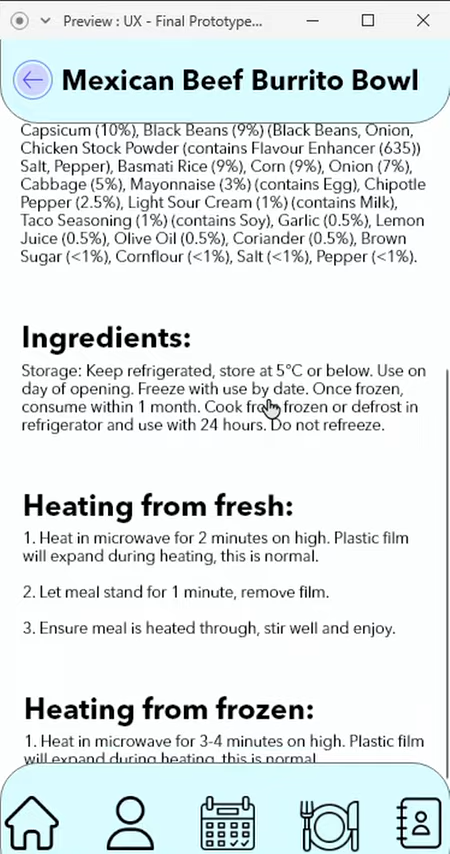 Preview : UX - Final Prototype...
Mexican Beef Burrito Bowl
Capsicum (10%), Black Beans (9%) (Black Beans, Onion,
Chicken Stock Powder (contains Flavour Enhancer (635))
Salt, Pepper), Basmati Rice (9%), Corn (9%), Onion (7%),
Cabbage (5%), Mayonnaise (3%) (contains Egg), Chipotle
Pepper (2.5%), Light Sour Cream (1%) (contains Milk),
Taco Seasoning (1%) (contains Soy), Garlic (0.5%), Lemon
Juice (0.5%), Olive Oil (0.5%), Coriander (0.5%), Brown
Sugar (<1%), Cornflour (<1%), Salt (<1%), Pepper (<1%).
Ingredients:
Storage: Keep refrigerated, store at 5°C or below. Use on
day of opening. Freeze with use by date. Once frozen,
consume within 1 month. Cook from frozen or defrost in
refrigerator and use with 24 hours. Do not refreeze.
Heating from fresh:
1. Heat in microwave for 2 minutes on high. Plastic film
will expand during heating, this is normal.
2. Let meal stand for 1 minute, remove film.
3. Ensure meal is heated through, stir well and enjoy.
Heating from frozen:
1. Heat in microwave for 3-4 minutes on high. Plastic film
will expand during heating, this is normal